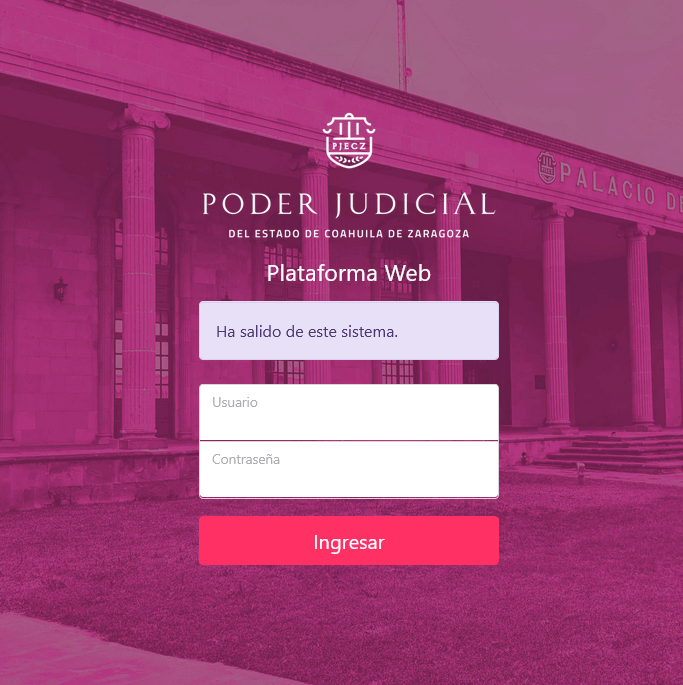 PJECZ
PALACIO DE
PODER JUDICIAL
DEL ESTADO DE COAHUILA DE ZARAGOZA
Plataforma Web
Ha salido de este sistema.
Usuario
Contraseña
Ingresar